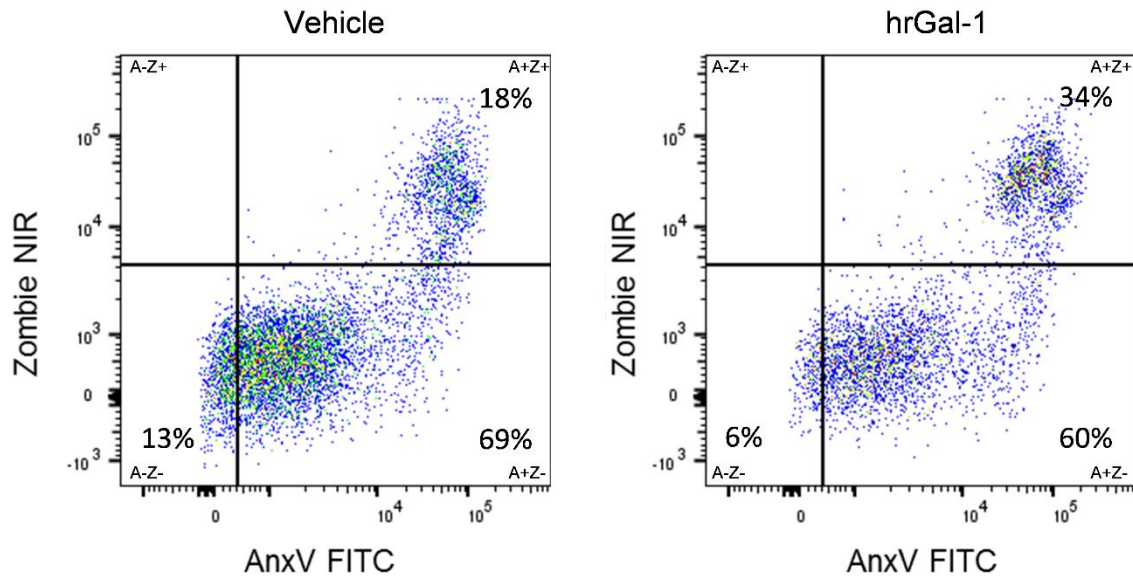 Vehicle
A-Z+
A+Z+
18%
10^5
10^4
10^3
0
-10^3
13%
69%
A-Z-
A+Z-
0
10^4
10^5
Zombie NIR
AnxV FITC
hrGal-1
A-Z+
A+Z+
34%
10^5
10^4
10^3
0
-10^3
6%
60%
A-Z-
A+Z-
0
10^4
10^5
Zombie NIR
AnxV FITC